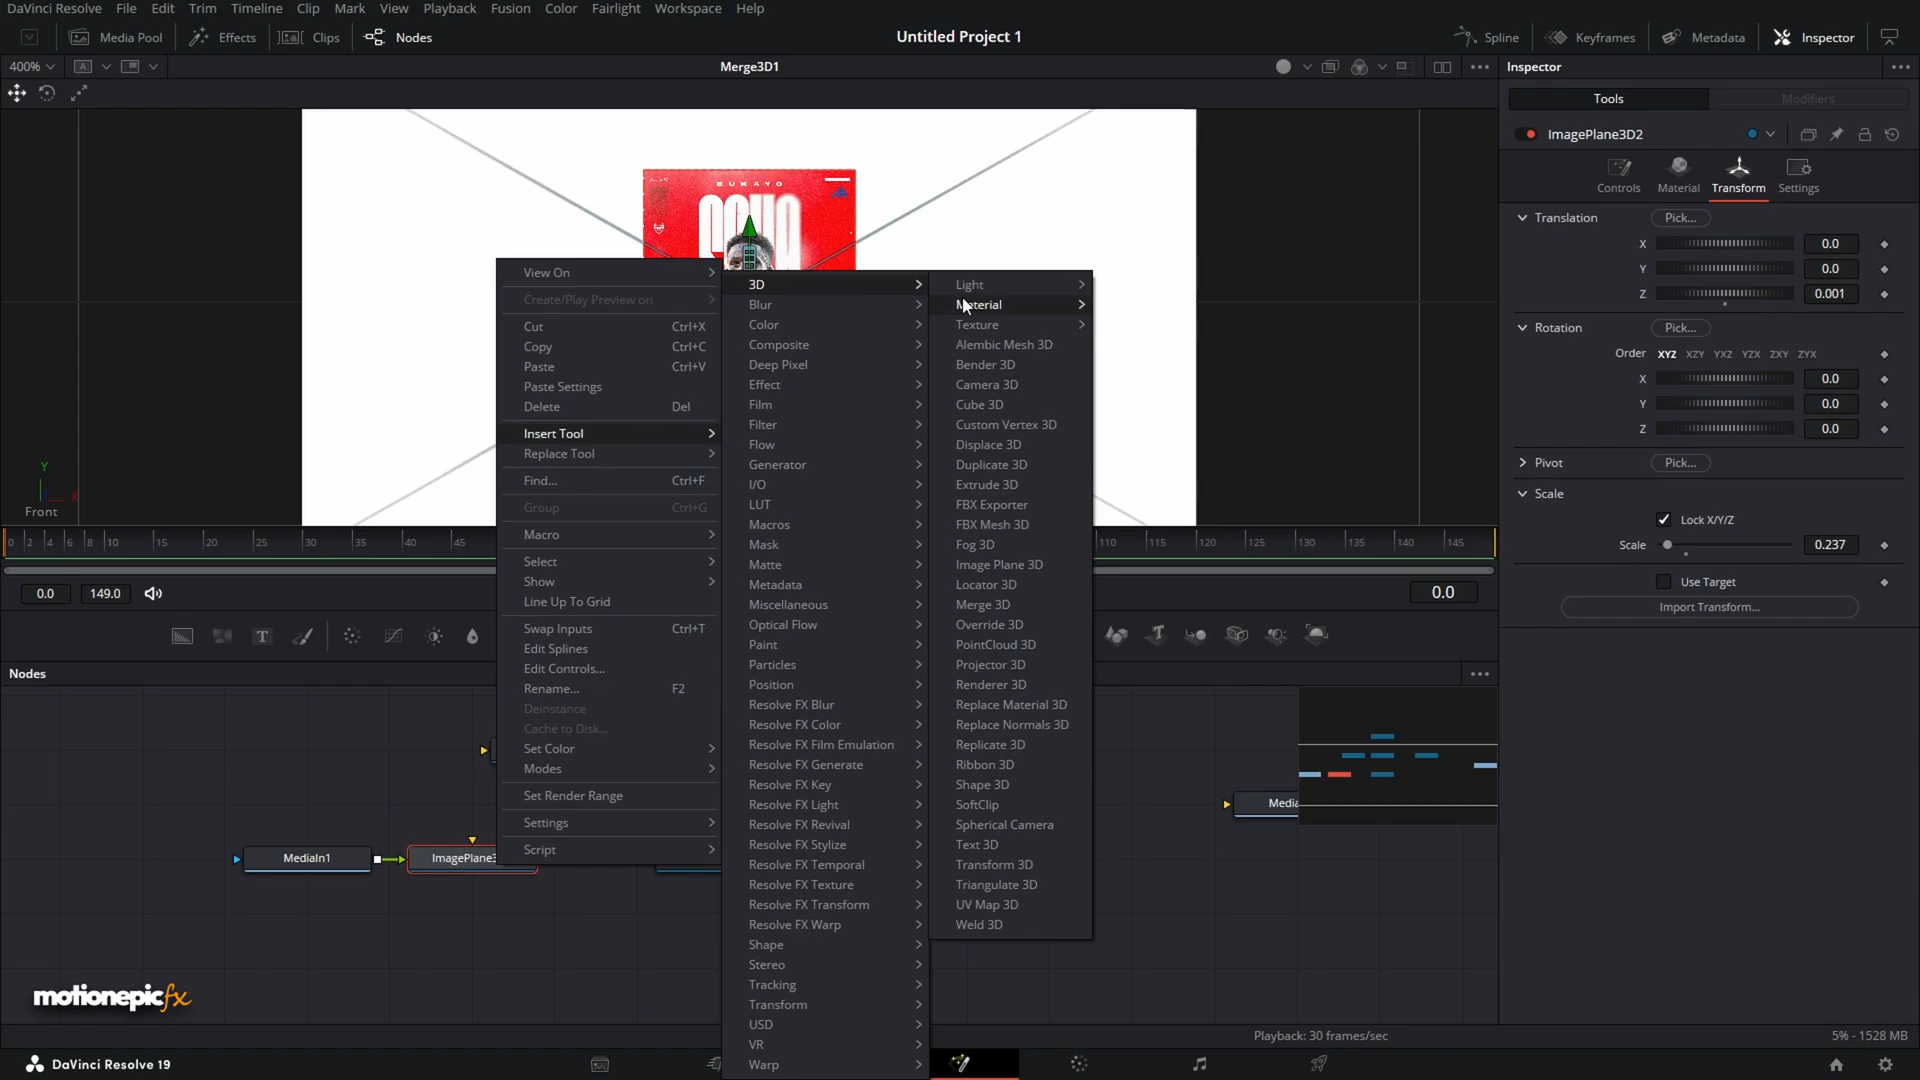 DaVinci Resolve File Edit Trim Timeline Clip Mark View Playback Fusion Color Fairlight Workspace Help
Media Pool Effects Clips Nodes Untitled Project 1 Spline Keyframes Metadata Inspector
400% A Merge3D1 Inspector
Tools Modifiers
ImagePlane3D2
Controls Material Transform Settings
Translation Pick...
X 0.0
Y 0.0
Z 0.001
Rotation Pick...
Order XYZ XZY YXZ YZX ZXY ZYX
X 0.0
Y 0.0
Z 0.0
Pivot Pick...
Scale
Lock X/Y/Z
Scale 0.237
Use Target
Import Transform...
BUKAYO
Y
X
Front
View On
Create/Play Preview on
Cut Ctrl+X
Copy Ctrl+C
Paste Ctrl+V
Paste Settings
Delete Del
Insert Tool
Replace Tool
Find... Ctrl+F
Group Ctrl+G
Macro
Select
Show
Line Up To Grid
Swap Inputs Ctrl+T
Edit Splines
Edit Controls...
Rename... F2
Deinstance
Cache to Disk...
Set Color
Modes
Set Render Range
Settings
Script
3D
Blur
Color
Composite
Deep Pixel
Effect
Film
Filter
Flow
Generator
I/O
LUT
Macros
Mask
Matte
Metadata
Miscellaneous
Optical Flow
Paint
Particles
Position
Resolve FX Blur
Resolve FX Color
Resolve FX Film Emulation
Resolve FX Generate
Resolve FX Key
Resolve FX Light
Resolve FX Revival
Resolve FX Stylize
Resolve FX Temporal
Resolve FX Texture
Resolve FX Transform
Resolve FX Warp
Shape
Stereo
Tracking
Transform
USD
VR
Warp
Light
Material
Texture
Alembic Mesh 3D
Bender 3D
Camera 3D
Cube 3D
Custom Vertex 3D
Displace 3D
Duplicate 3D
Extrude 3D
FBX Exporter
FBX Mesh 3D
Fog 3D
Image Plane 3D
Locator 3D
Merge 3D
Override 3D
PointCloud 3D
Projector 3D
Renderer 3D
Replace Material 3D
Replace Normals 3D
Replicate 3D
Ribbon 3D
Shape 3D
SoftClip
Spherical Camera
Text 3D
Transform 3D
Triangulate 3D
UV Map 3D
Weld 3D
0 2 4 6 8 10 15 20 25 30 35 40 45 110 115 120 125 130 135 140 145
0.0 149.0 0.0
Nodes
MediaIn1 ImagePlane3 Media
motionepicfx
Playback: 30 frames/sec 5% - 1528 MB
DaVinci Resolve 19